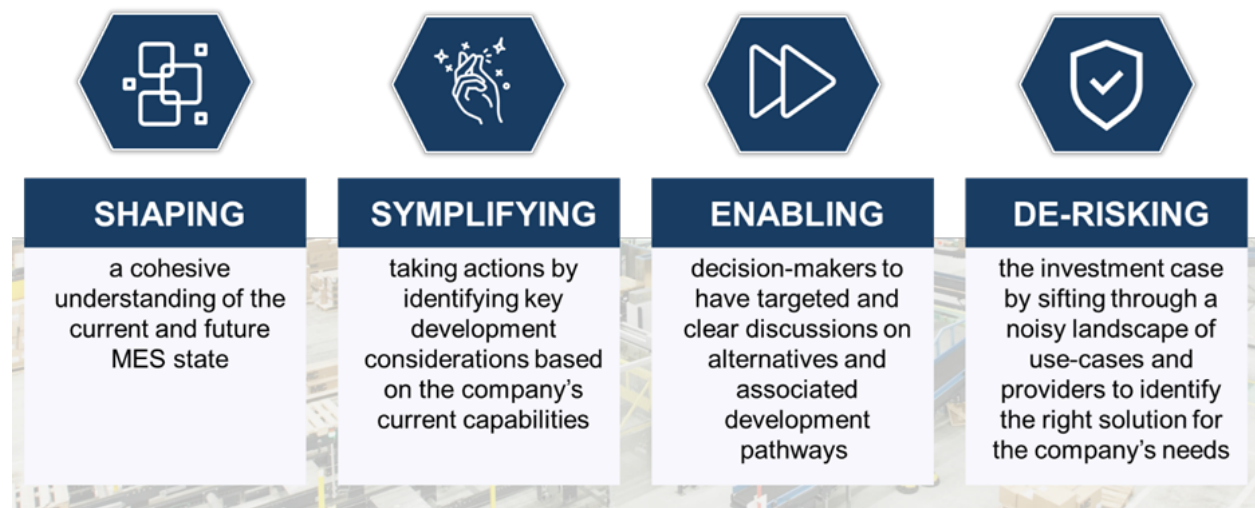 SHAPING
a cohesive
understanding of the
current and future
MES state
SYMPLIFYING
taking actions by
identifying key
development
considerations based
on the company's
current capabilities
ENABLING
decision-makers to
have targeted and
clear discussions on
alternatives and
associated
development
pathways
DE-RISKING
the investment case
by sifting through a
noisy landscape of
use-cases and
providers to identify
the right solution for
the company's needs